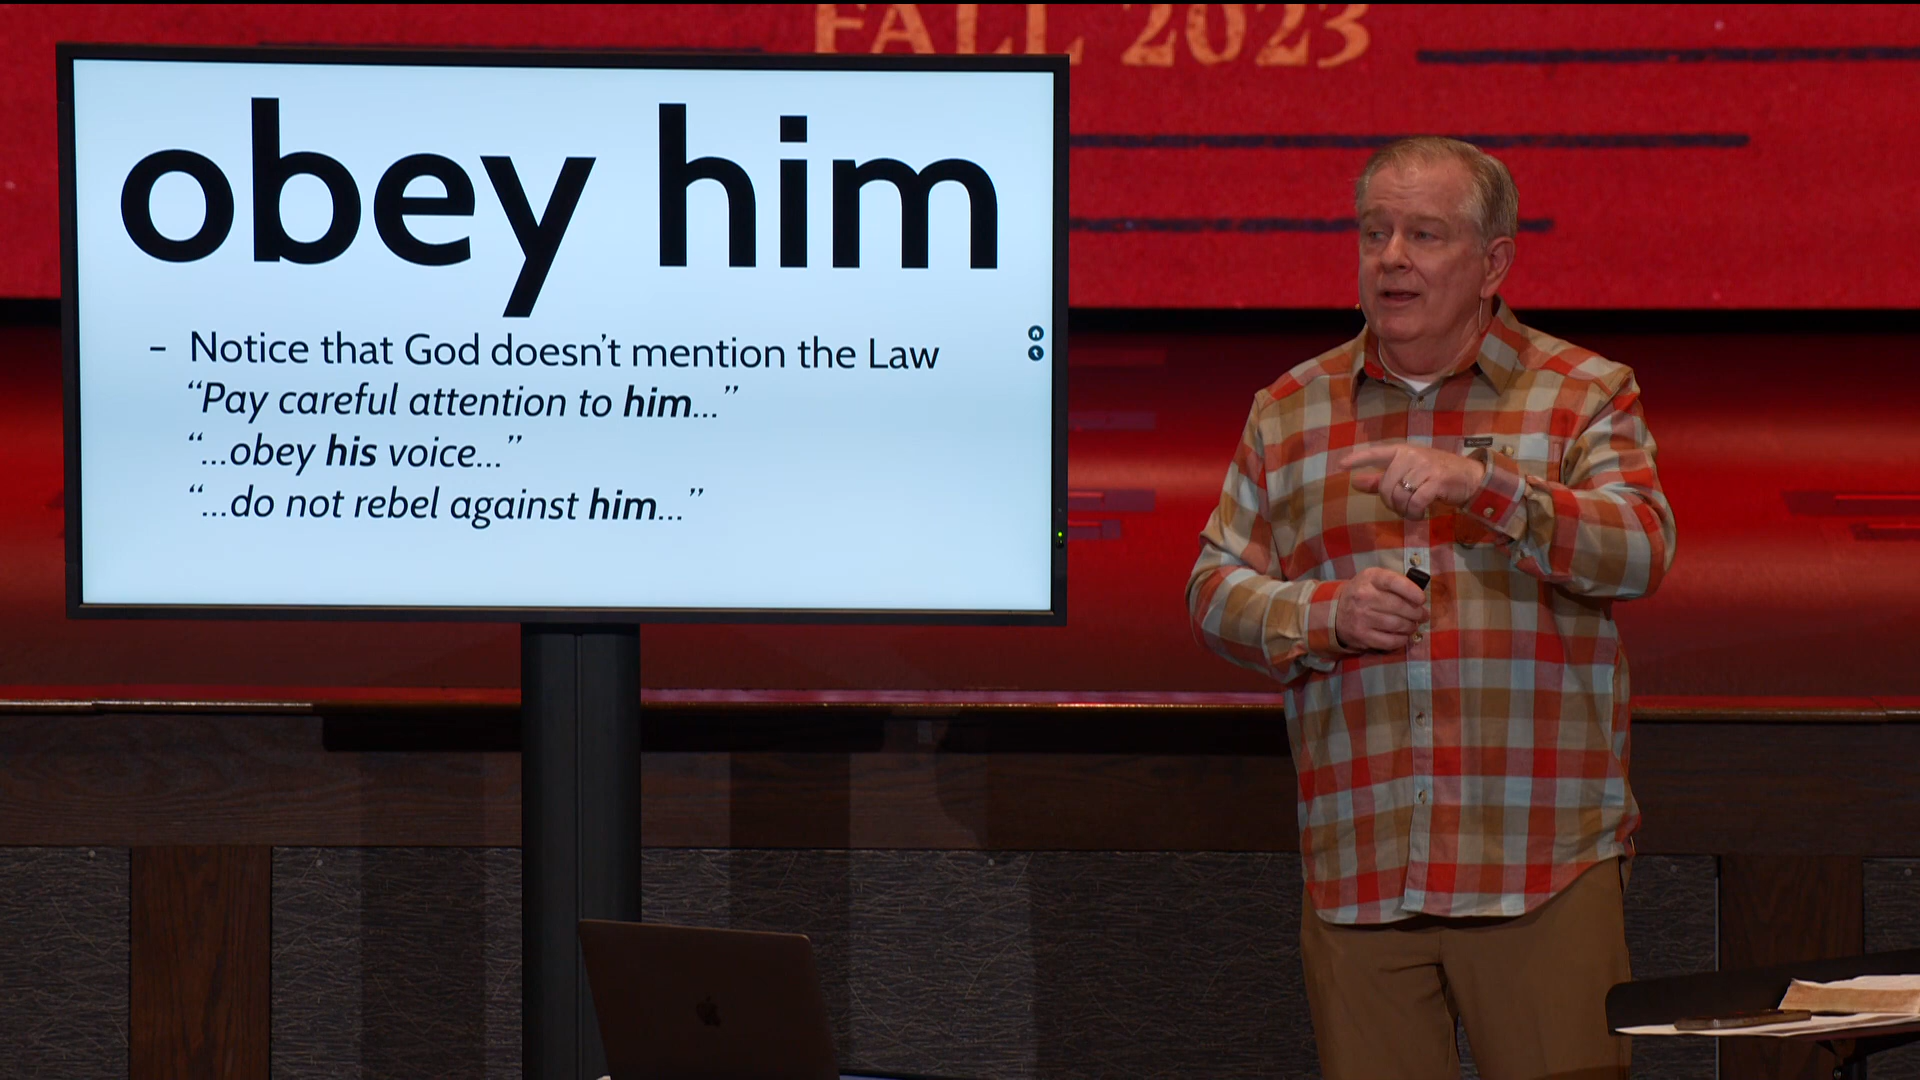 FALL 2023
obey him
– Notice that God doesn't mention the Law
“Pay careful attention to him...”
“...obey his voice...”
“...do not rebel against him...”